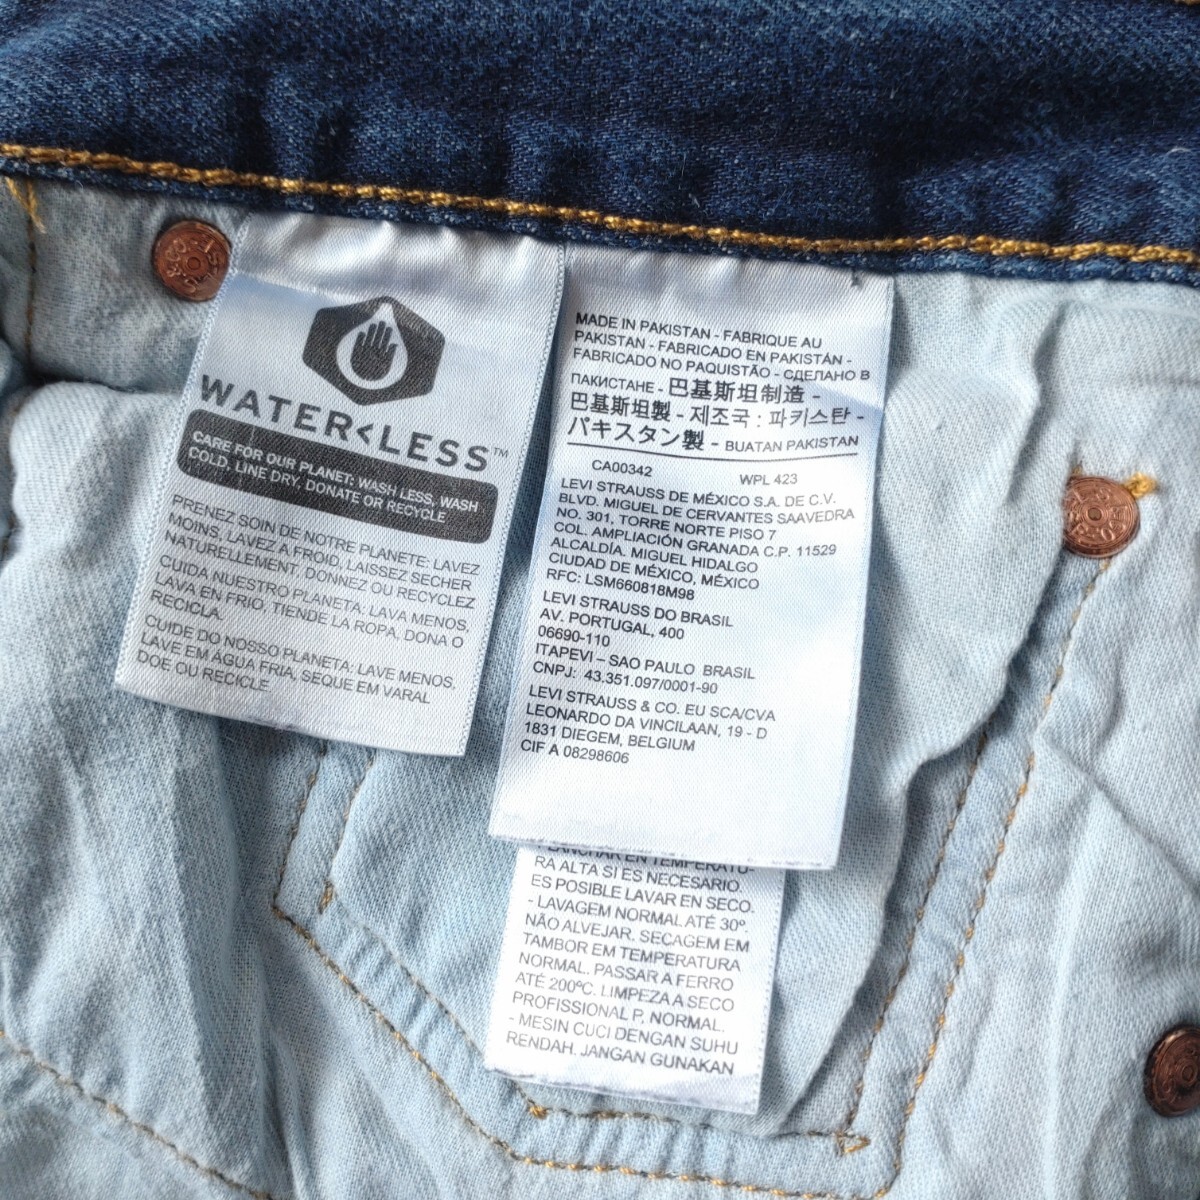 WATER<LESS™
CARE FOR OUR PLANET: WASH LESS, WASH
COLD, LINE DRY, DONATE OR RECYCLE
PRENEZ SOIN DE NOTRE PLANETE: LAVEZ
MOINS, LAVEZ A FROID, LAISSEZ SECHER
NATURELLEMENT, DONNEZ OU RECYCLEZ
CUIDA NUESTRO PLANETA: LAVA MENOS,
LAVA EN FRIO, TIENDE LA ROPA, DONA O
RECICLA.
CUIDE DO NOSSO PLANETA: LAVE MENOS,
LAVE EM AGUA FRIA, SEQUE EM VARAL
DOE OU RECICLE
MADE IN PAKISTAN - FABRIQUE AU
PAKISTAN - FABRICADO EN PAKISTÁN -
FABRICADO NO PAQUISTÃO - СДЕЛАНО В
ПАКИСТАНЕ - 巴基斯坦制造 -
巴基斯坦製 - 제조국 : 파키스탄 -
パキスタン製 - BUATAN PAKISTAN
CA00342 WPL 423
LEVI STRAUSS DE MÉXICO S.A. DE C.V.
BLVD. MIGUEL DE CERVANTES SAAVEDRA
NO. 301, TORRE NORTE PISO 7
COL. AMPLIACIÓN GRANADA C.P. 11529
ALCALDÍA. MIGUEL HIDALGO
CIUDAD DE MÉXICO, MÉXICO
RFC: LSM660818M98
LEVI STRAUSS DO BRASIL
AV. PORTUGAL, 400
06690-110
ITAPEVI – SAO PAULO BRASIL
CNPJ: 43.351.097/0001-90
LEVI STRAUSS & CO. EU SCA/CVA
LEONARDO DA VINCILAAN, 19 - D
1831 DIEGEM, BELGIUM
CIF A 08298606
PLANCHAR EN TEMPERATU-
RA ALTA SI ES NECESARIO.
ES POSIBLE LAVAR EN SECO.
- LAVAGEM NORMAL ATÉ 30º.
NÃO ALVEJAR. SECAGEM EM
TAMBOR EM TEMPERATURA
NORMAL. PASSAR A FERRO
ATÉ 200ºC. LIMPEZA A SECO
PROFISSIONAL P. NORMAL.
- MESIN CUCI DENGAN SUHU
RENDAH. JANGAN GUNAKAN